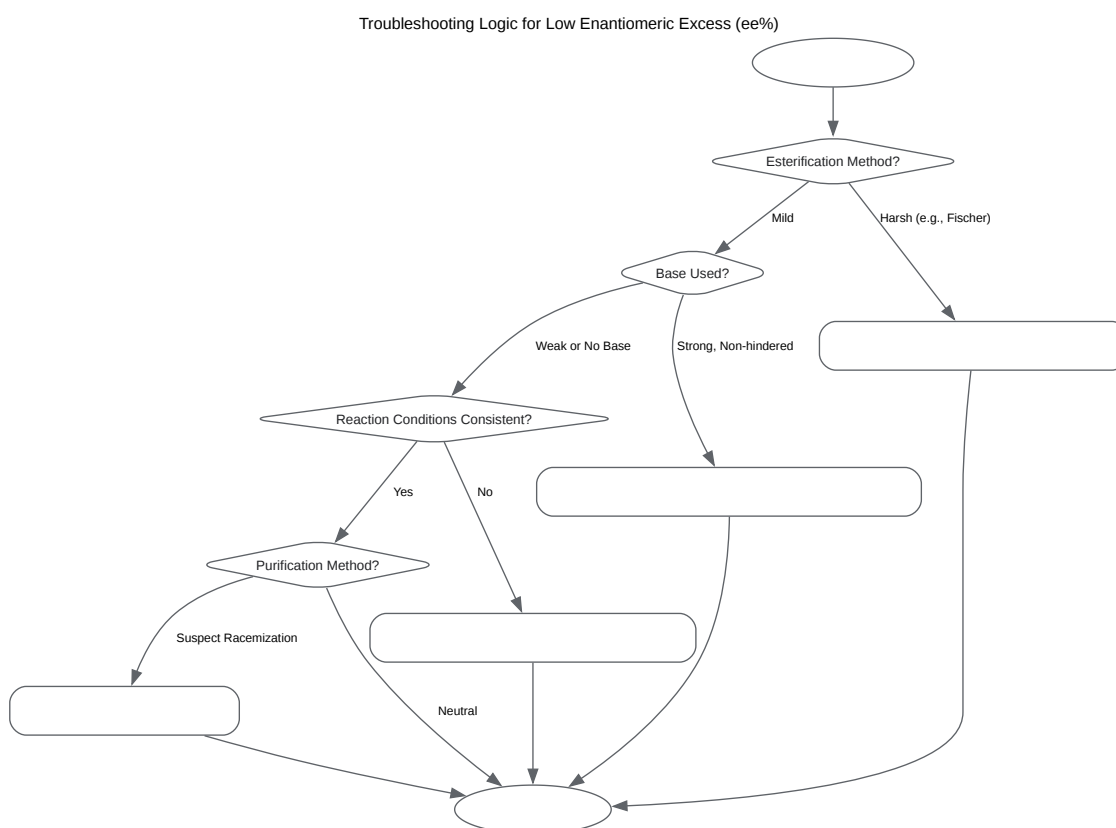 Troubleshooting Logic for Low Enantiomeric Excess (ee%)
Esterification Method?
Mild
Harsh (e.g., Fischer)
Base Used?
Weak or No Base
Strong, Non-hindered
Reaction Conditions Consistent?
Yes
No
Purification Method?
Suspect Racemization
Neutral